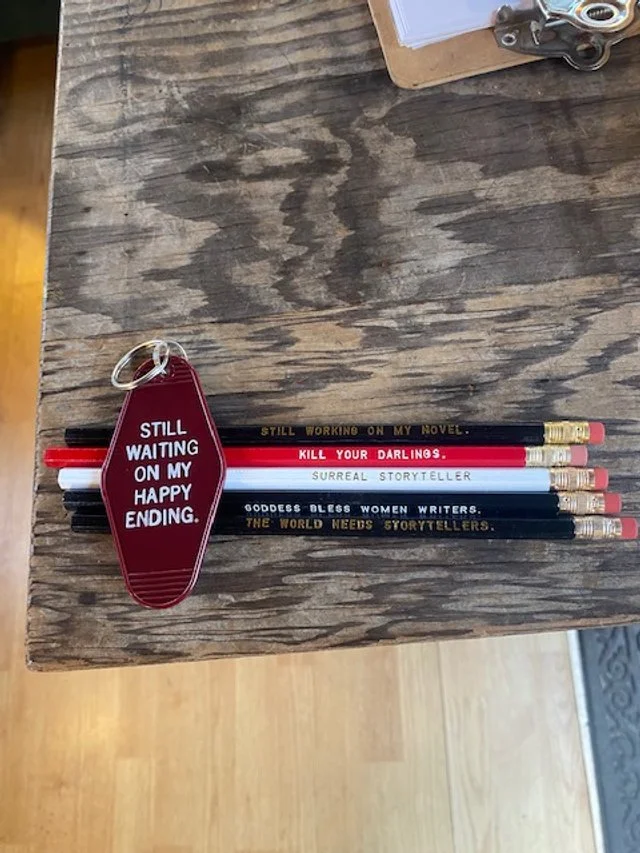 STILL
WAITING
ON MY
HAPPY
ENDING.
STILL WORKING ON MY NOVEL.
KILL YOUR DARLINGS.
SURREAL STORYTELLER
GODDESS BLESS WOMEN WRITERS.
THE WORLD NEEDS STORYTELLERS.